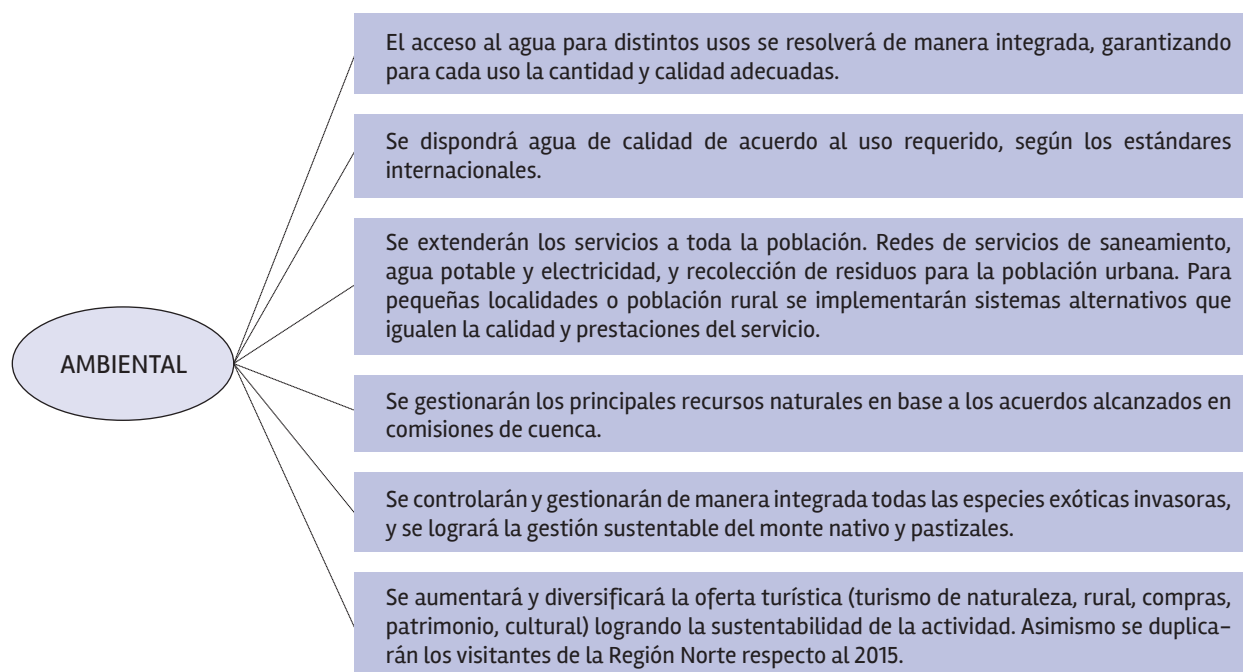 El acceso al agua para distintos usos se resolverá de manera integrada, garantizando
para cada uso la cantidad y calidad adecuadas.
Se dispondrá agua de calidad de acuerdo al uso requerido, según los estándares
internacionales.
Se extenderán los servicios a toda la población. Redes de servicios de saneamiento,
agua potable y electricidad, y recolección de residuos para la población urbana. Para
pequeñas localidades o población rural se implementarán sistemas alternativos que
igualen la calidad y prestaciones del servicio.
AMBIENTAL
Se gestionarán los principales recursos naturales en base a los acuerdos alcanzados en
comisiones de cuenca.
Se controlarán y gestionarán de manera integrada todas las especies exóticas invasoras,
y se logrará la gestión sustentable del monte nativo y pastizales.
Se aumentará y diversificará la oferta turística (turismo de naturaleza, rural, compras,
patrimonio, cultural) logrando la sustentabilidad de la actividad. Asimismo se duplica-
rán los visitantes de la Región Norte respecto al 2015.